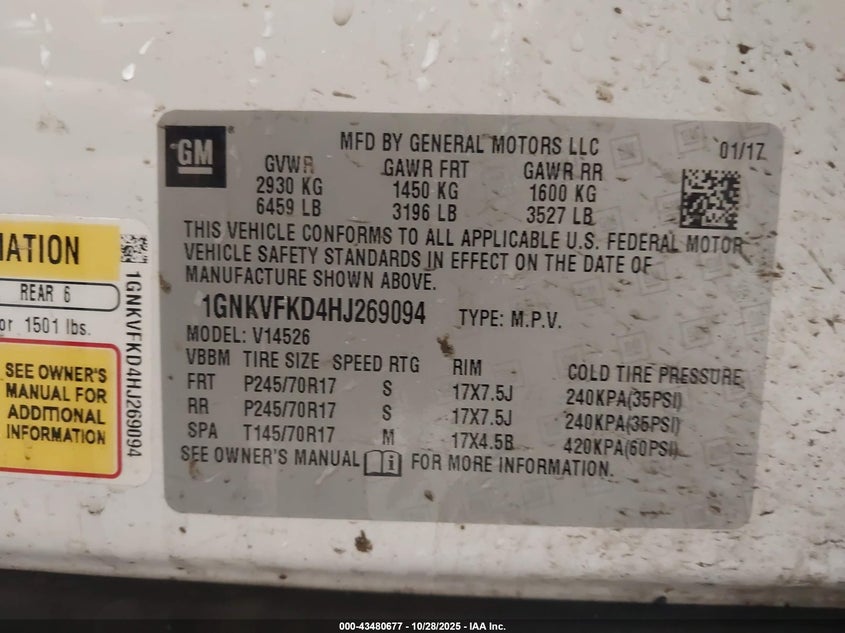 GM
MFD BY GENERAL MOTORS LLC 01/17
GVWR GAWR FRT GAWR RR
2930 KG 1450 KG 1600 KG
6459 LB 3196 LB 3527 LB
THIS VEHICLE CONFORMS TO ALL APPLICABLE U.S. FEDERAL MOTOR
VEHICLE SAFETY STANDARDS IN EFFECT ON THE DATE OF
MANUFACTURE SHOWN ABOVE.
1GNKVFKD4HJ269094 TYPE: M.P.V.
MODEL: V14526
VBBM TIRE SIZE SPEED RTG RIM COLD TIRE PRESSURE
FRT P245/70R17 S 17X7.5J 240KPA(35PSI)
RR P245/70R17 S 17X7.5J 240KPA(35PSI)
SPA T145/70R17 M 17X4.5B 420KPA(60PSI)
SEE OWNER'S MANUAL FOR MORE INFORMATION.
MATION
REAR 6
or 1501 lbs.
SEE OWNER'S
MANUAL FOR
ADDITIONAL
INFORMATION
1GNKVFKD4HJ269094
000-43480677 - 10/28/2025 - IAA Inc.